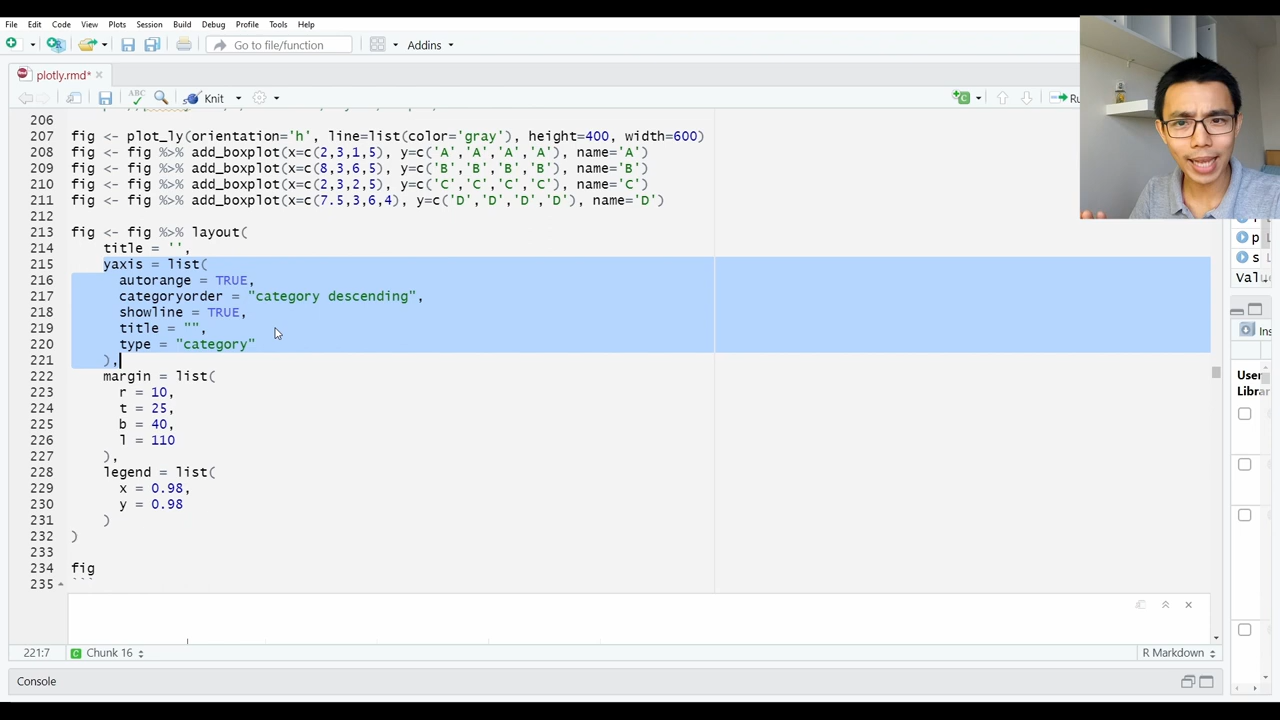 File Edit Code View Plots Session Build Debug Profile Tools Help
Go to file/function Addins
plotly.rmd*
ABC Knit Ru
206
207 fig <- plot_ly(orientation='h', line=list(color='gray'), height=400, width=600)
208 fig <- fig %>% add_boxplot(x=c(2,3,1,5), y=c('A','A','A','A'), name='A')
209 fig <- fig %>% add_boxplot(x=c(8,3,6,5), y=c('B','B','B','B'), name='B')
210 fig <- fig %>% add_boxplot(x=c(2,3,2,5), y=c('C','C','C','C'), name='C')
211 fig <- fig %>% add_boxplot(x=c(7.5,3,6,4), y=c('D','D','D','D'), name='D')
212
213 fig <- fig %>% layout(
214 title = '',
215 yaxis = list(
216 autorange = TRUE,
217 categoryorder = "category descending",
218 showline = TRUE,
219 title = "",
220 type = "category"
221 ),
222 margin = list(
223 r = 10,
224 t = 25,
225 b = 40,
226 l = 110
227 ),
228 legend = list(
229 x = 0.98,
230 y = 0.98
231 )
232 )
233
234 fig
235 ```
221:7 Chunk 16 R Markdown
Console
p
s
Valu
Ins
User
Librar